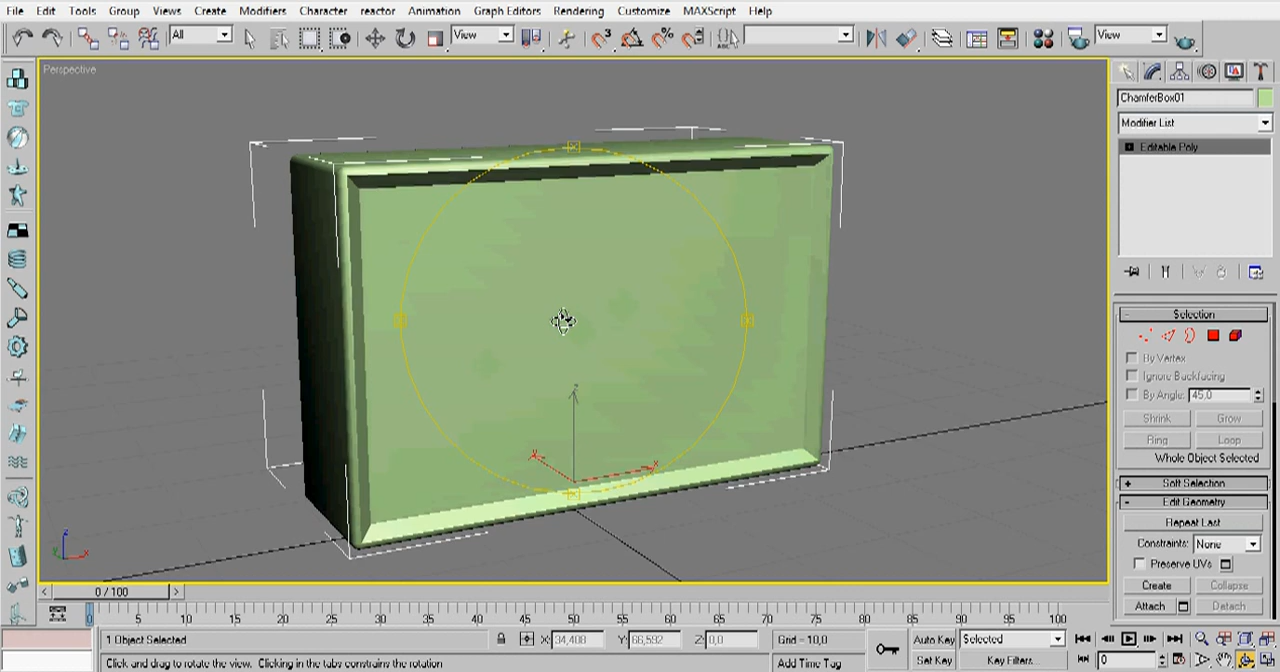 File Edit Tools Group Views Create Modifiers Character reactor Animation Graph Editors Rendering Customize MAXScript Help
All View View
Perspective
ChamferBox01
Modifier List
Editable Poly
Selection
By Vertex
Ignore Backfacing
By Angle: 45,0
Shrink Grow
Ring Loop
Whole Object Selected
+ Soft Selection
- Edit Geometry
Repeat Last
Constraints: None
Preserve UVs
Create Collapse
Attach Detach
z
y x
z
y x
< 0 / 100 >
0 5 10 15 20 25 30 35 40 45 50 55 60 65 70 75 80 85 90 95 100
1 Object Selected X: 34,408 Y: 66,592 Z: 0,0 Grid = 10,0 Auto Key Selected
Click and drag to rotate the view. Clicking in the tabs constrains the rotation Add Time Tag Set Key Key Filters... 0